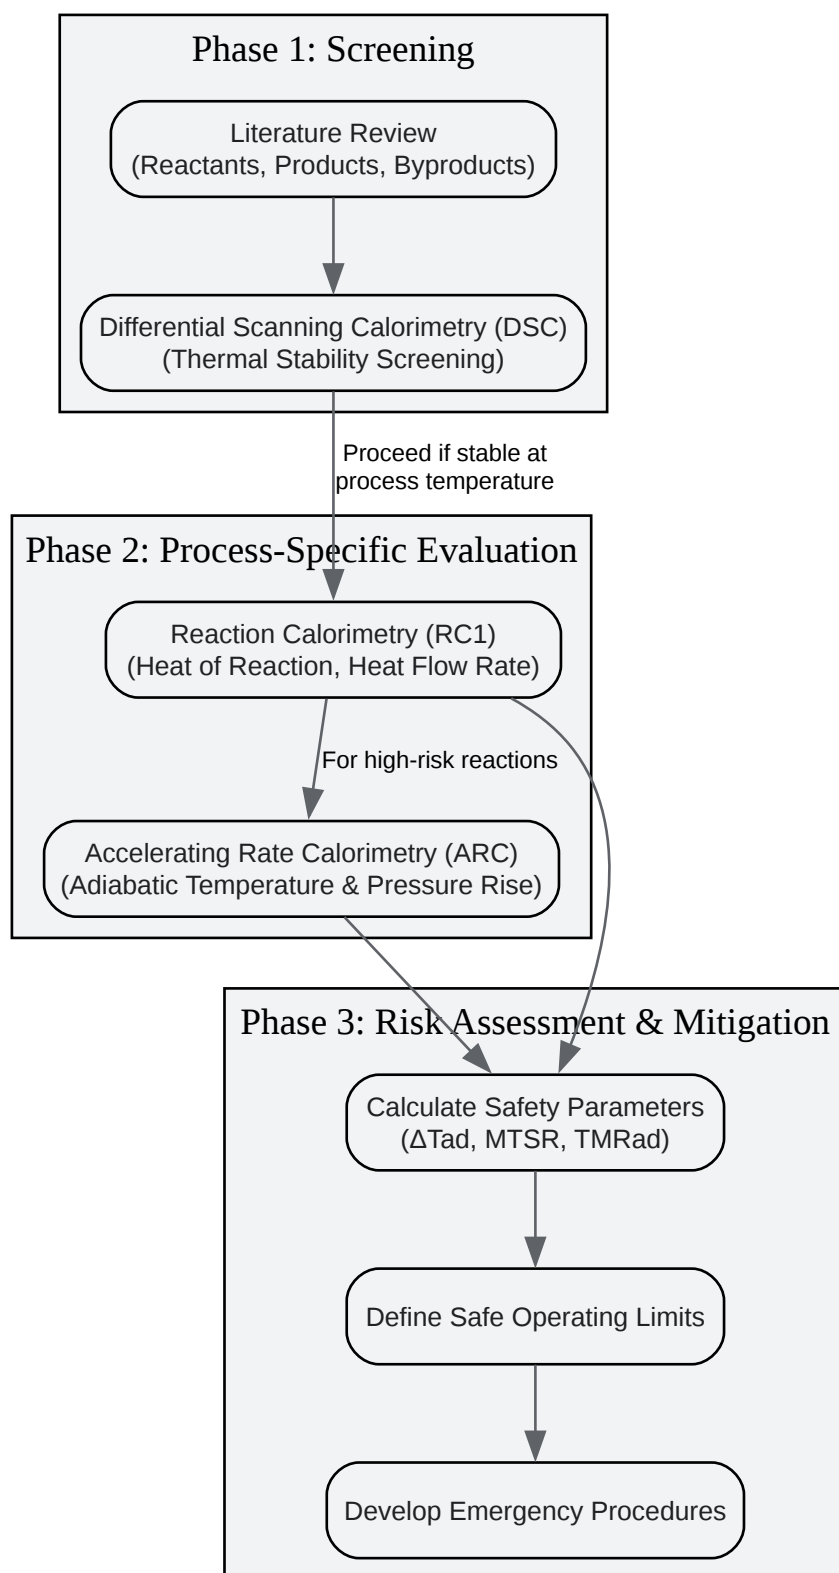 Phase 1: Screening
Literature Review
(Reactants, Products, Byproducts)
Differential Scanning Calorimetry (DSC)
(Thermal Stability Screening)
Proceed if stable at
process temperature
Phase 2: Process-Specific Evaluation
Reaction Calorimetry (RC1)
(Heat of Reaction, Heat Flow Rate)
For high-risk reactions
Accelerating Rate Calorimetry (ARC)
(Adiabatic Temperature & Pressure Rise)
Phase 3: Risk Assessment & Mitigation
Calculate Safety Parameters
(ΔTad, MTSR, TMRad)
Define Safe Operating Limits
Develop Emergency Procedures